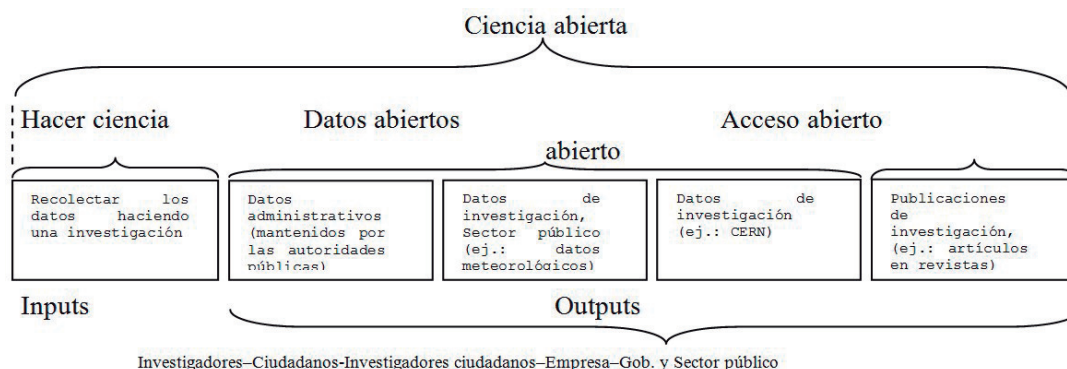 Ciencia abierta
Hacer ciencia
Datos abiertos
Acceso abierto
abierto
Recolectar los
datos haciendo
una investigación
Datos
administrativos
(mantenidos por
las autoridades
públicas)
Datos de
investigación,
Sector público
(ej.: datos
meteorológicos)
Datos de
investigación
(ej.: CERN)
Publicaciones
de
investigación,
(ej.: artículos
en revistas)
Inputs
Outputs
Investigadores–Ciudadanos-Investigadores ciudadanos–Empresa–Gob. y Sector público